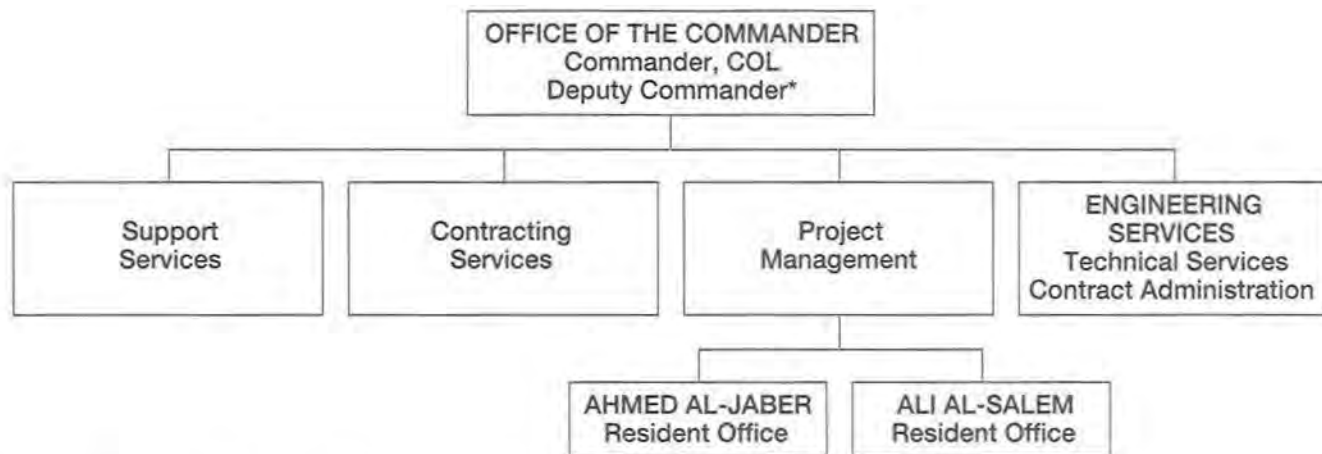 OFFICE OF THE COMMANDER
Commander, COL
Deputy Commander*
Support
Services
Contracting
Services
Project
Management
ENGINEERING
SERVICES
Technical Services
Contract Administration
AHMED AL-JABER
Resident Office
ALI AL-SALEM
Resident Office